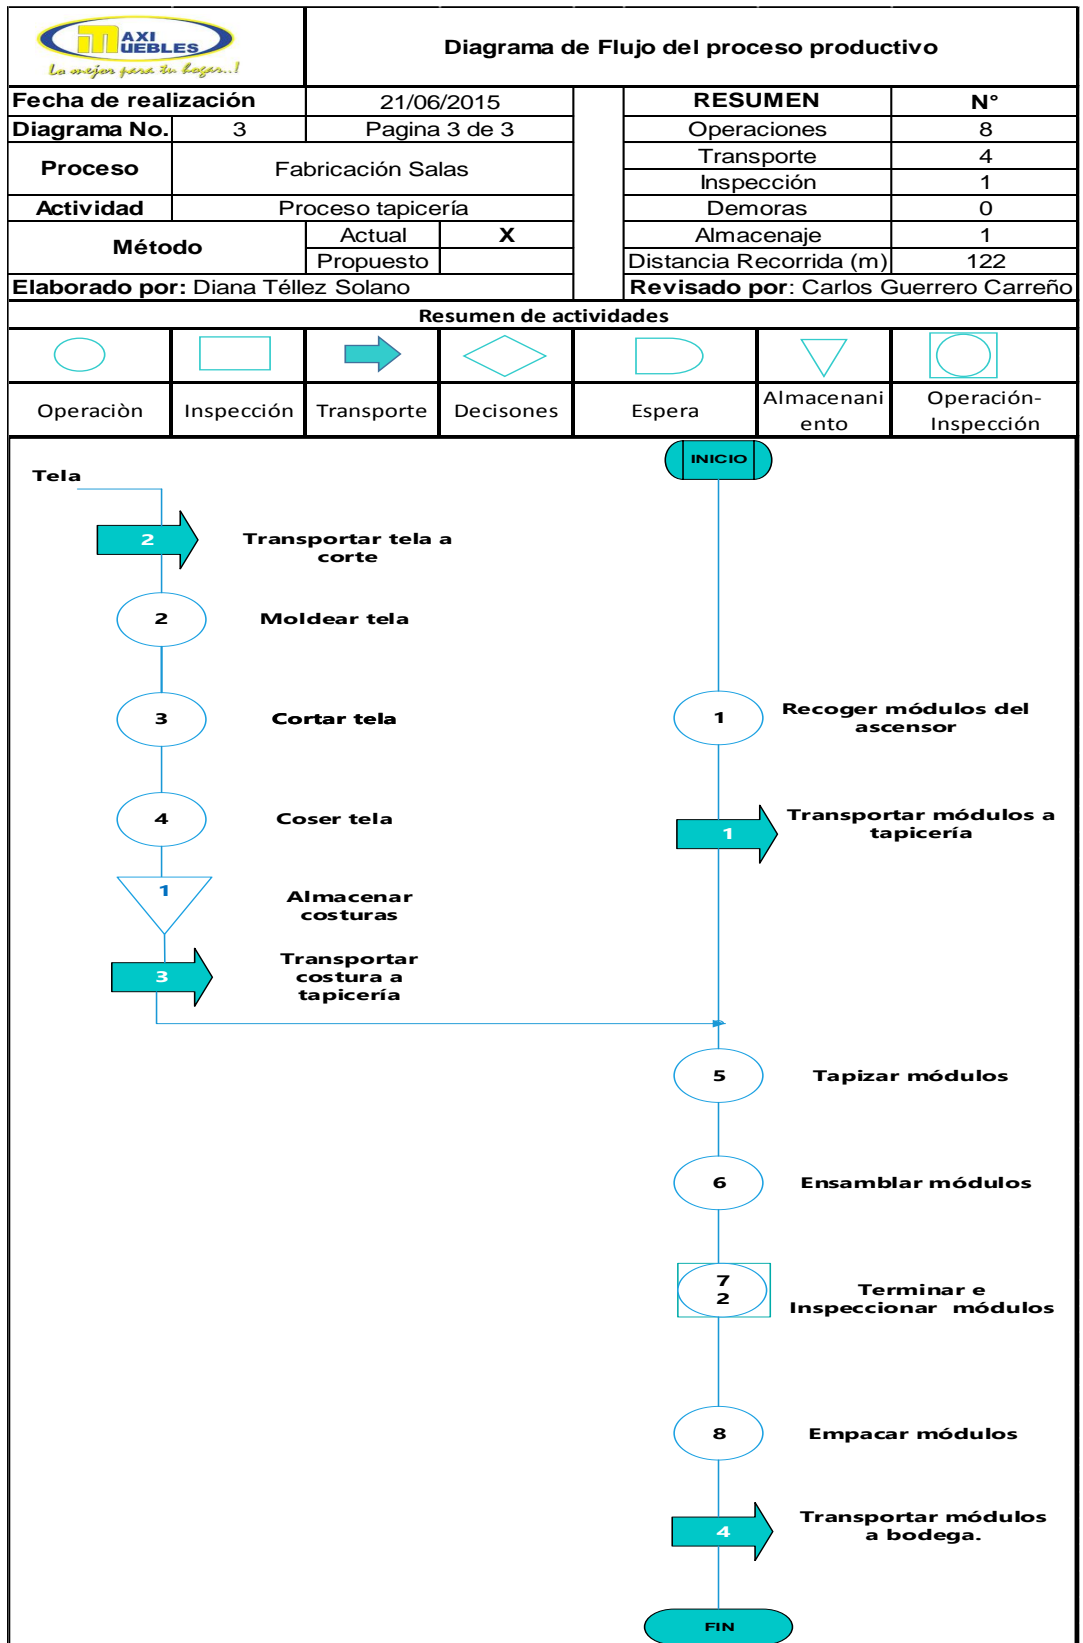 MAXI
MUEBLES
Lo mejor para tu hogar..!
Diagrama de Flujo del proceso productivo
Fecha de realización 21/06/2015 RESUMEN N°
Diagrama No. 3 Pagina 3 de 3 Operaciones 8
Proceso Fabricación Salas Transporte 4
Inspección 1
Actividad Proceso tapicería Demoras 0
Método Actual X Almacenaje 1
Propuesto Distancia Recorrida (m) 122
Elaborado por: Diana Téllez Solano Revisado por: Carlos Guerrero Carreño
Resumen de actividades
Operaciòn Inspección Transporte Decisones Espera Almacenani
ento Operación-
Inspección
INICIO
Tela
2 Transportar tela a
corte
2 Moldear tela
3 Cortar tela
1 Recoger módulos del
ascensor
4 Coser tela
1 Transportar módulos a
tapicería
1 Almacenar
costuras
3 Transportar
costura a
tapicería
5 Tapizar módulos
6 Ensamblar módulos
7
2
Terminar e
Inspeccionar módulos
8 Empacar módulos
4 Transportar módulos
a bodega.
FIN